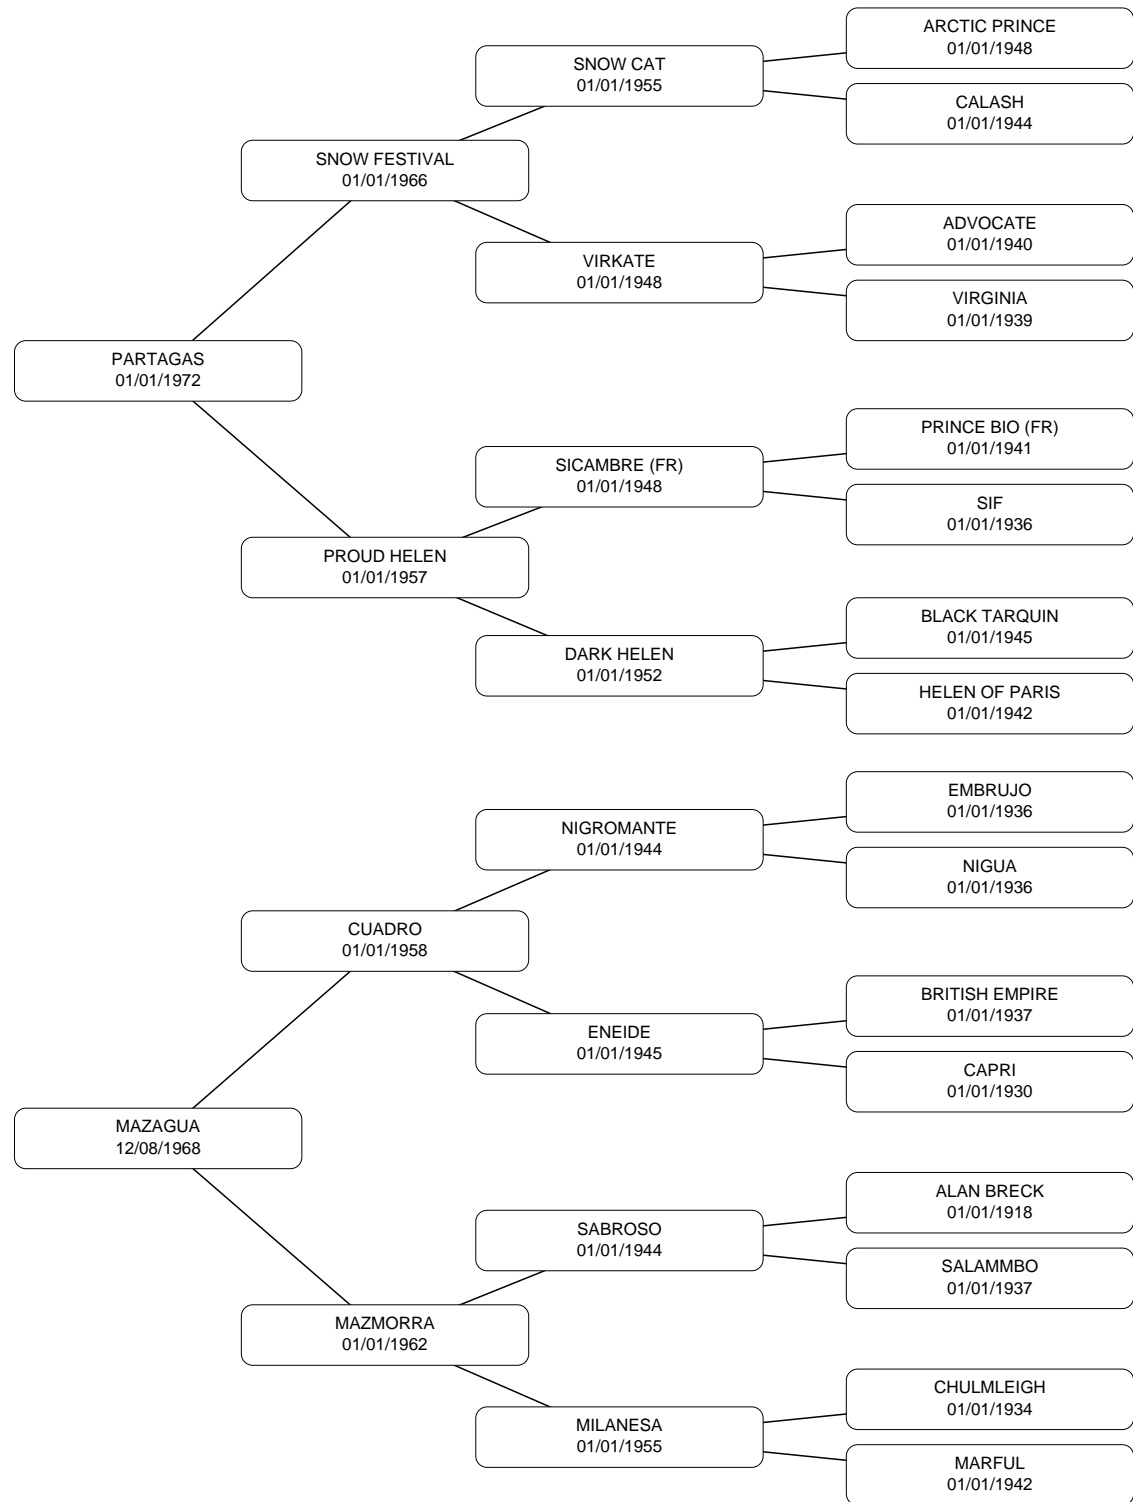 ARCTIC PRINCE
01/01/1948
SNOW CAT
01/01/1955
CALASH
01/01/1944
SNOW FESTIVAL
01/01/1966
ADVOCATE
01/01/1940
VIRKATE
01/01/1948
VIRGINIA
01/01/1939
PARTAGAS
01/01/1972
PRINCE BIO (FR)
01/01/1941
SICAMBRE (FR)
01/01/1948
SIF
01/01/1936
PROUD HELEN
01/01/1957
BLACK TARQUIN
01/01/1945
DARK HELEN
01/01/1952
HELEN OF PARIS
01/01/1942
EMBRUJO
01/01/1936
NIGROMANTE
01/01/1944
NIGUA
01/01/1936
CUADRO
01/01/1958
BRITISH EMPIRE
01/01/1937
ENEIDE
01/01/1945
CAPRI
01/01/1930
MAZAGUA
12/08/1968
ALAN BRECK
01/01/1918
SABROSO
01/01/1944
SALAMMBO
01/01/1937
MAZMORRA
01/01/1962
CHULMLEIGH
01/01/1934
MILANESA
01/01/1955
MARFUL
01/01/1942